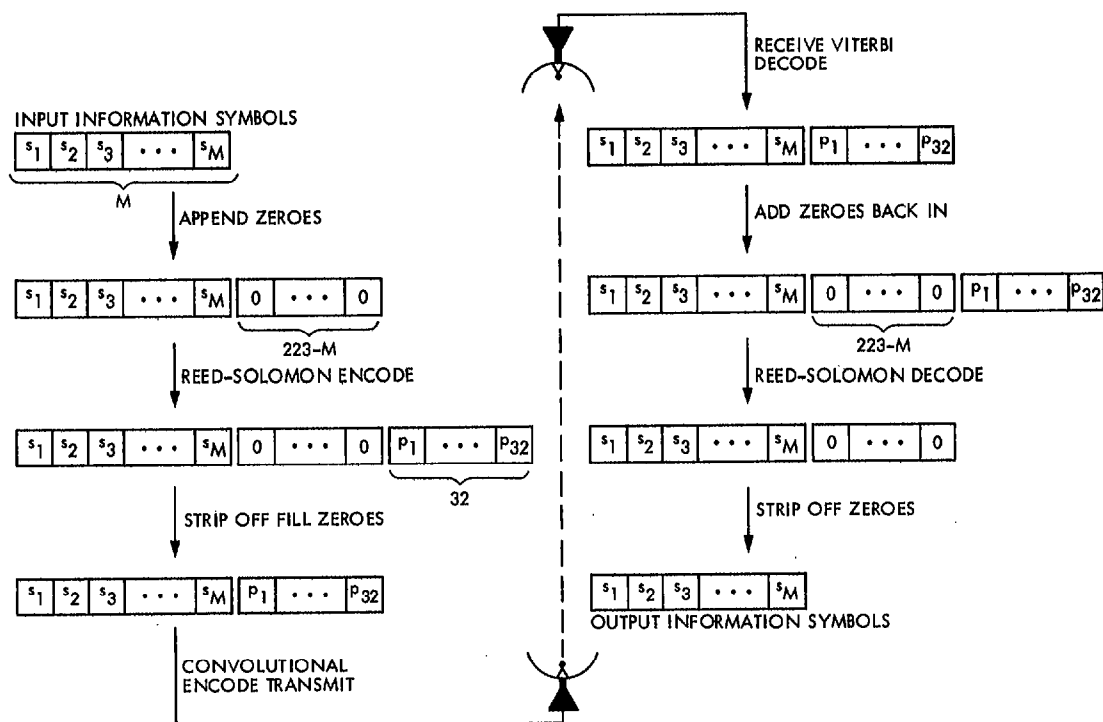 INPUT INFORMATION SYMBOLS
s1 s2 s3 • • • sM
M
APPEND ZEROES
s1 s2 s3 • • • sM 0 • • • 0
223-M
REED-SOLOMON ENCODE
s1 s2 s3 • • • sM 0 • • • 0 p1 • • • p32
32
STRIP OFF FILL ZEROES
s1 s2 s3 • • • sM p1 • • • p32
CONVOLUTIONAL
ENCODE TRANSMIT
RECEIVE VITERBI
DECODE
s1 s2 s3 • • • sM p1 • • • p32
ADD ZEROES BACK IN
s1 s2 s3 • • • sM 0 • • • 0 p1 • • • p32
223-M
REED-SOLOMON DECODE
s1 s2 s3 • • • sM 0 • • • 0
STRIP OFF ZEROES
s1 s2 s3 • • • sM
OUTPUT INFORMATION SYMBOLS